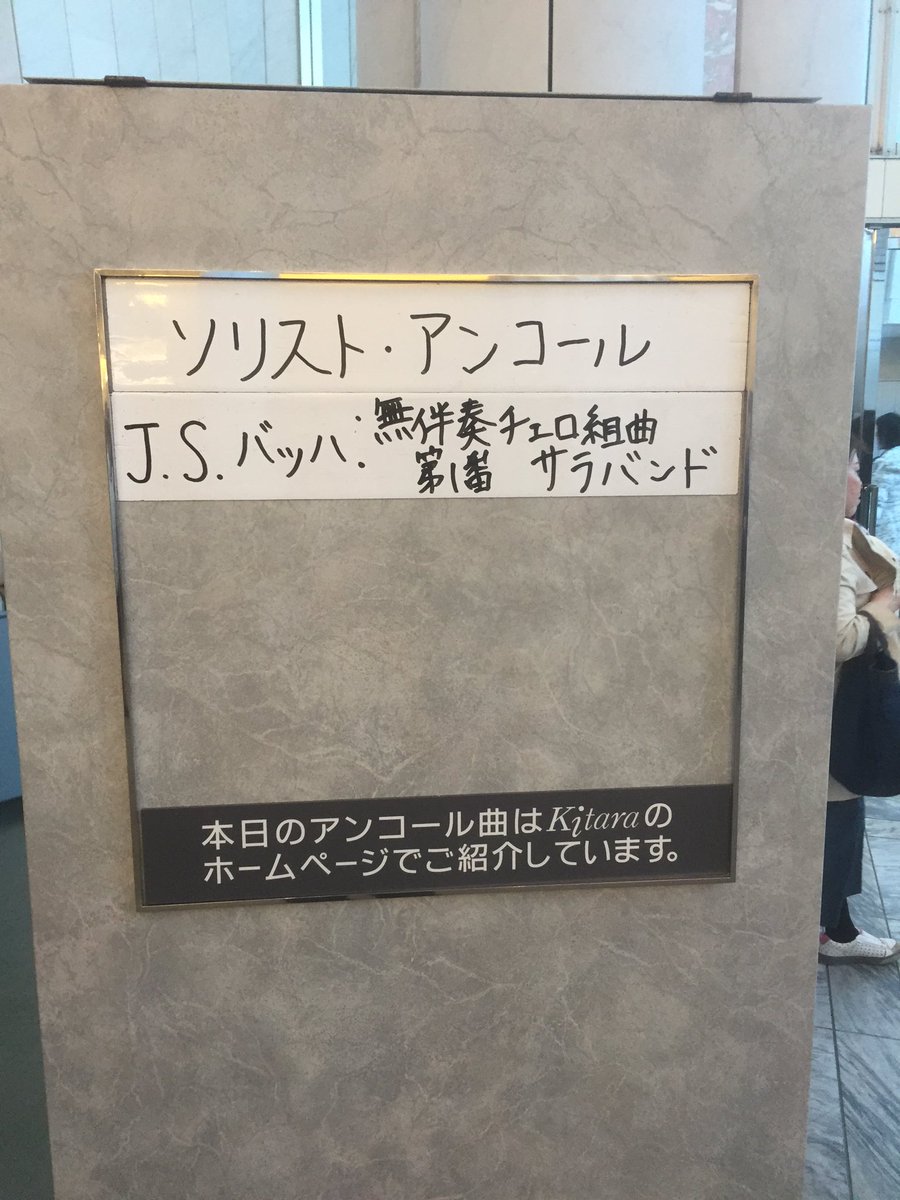 ソリスト・アンコール
J.S.バッハ:無伴奏チェロ組曲
第1番 サラバンド
本日のアンコール曲はKitaraの
ホームページでご紹介しています。